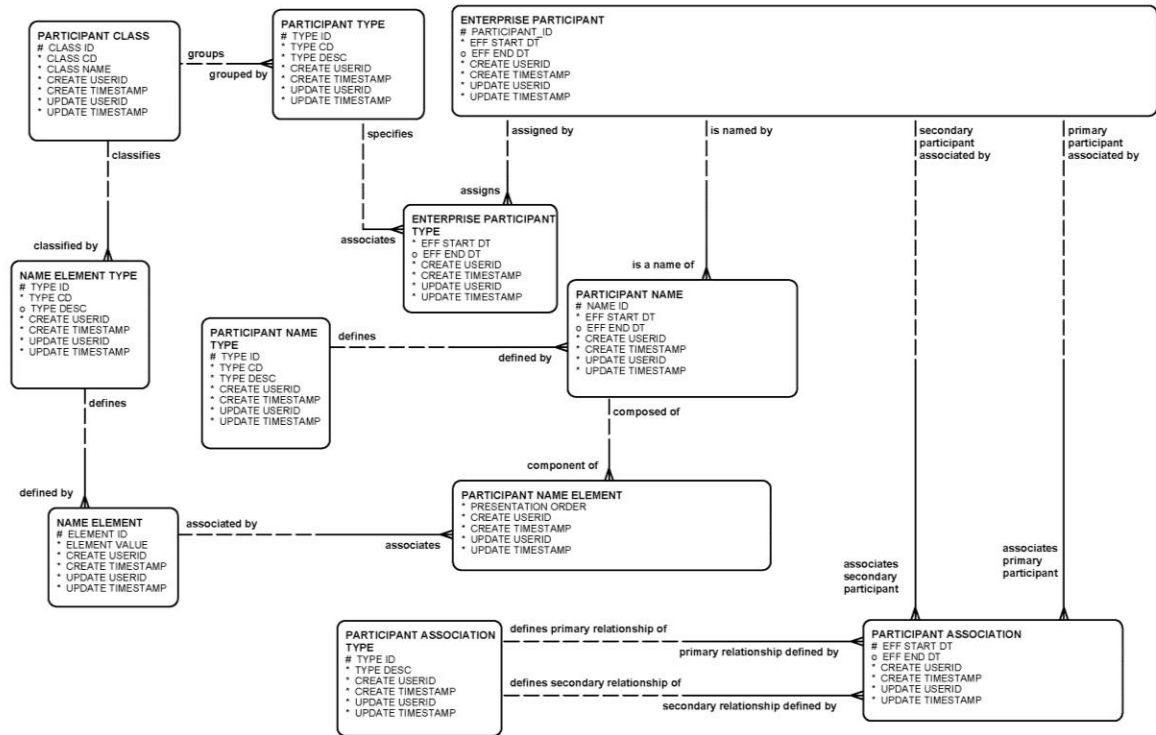 PARTICIPANT CLASS
# CLASS ID
* CLASS CD
* CLASS NAME
* CREATE USERID
* CREATE TIMESTAMP
* UPDATE USERID
* UPDATE TIMESTAMP
groups
grouped by
PARTICIPANT TYPE
# TYPE ID
* TYPE CD
* TYPE DESC
* CREATE USERID
* CREATE TIMESTAMP
* UPDATE USERID
* UPDATE TIMESTAMP
ENTERPRISE PARTICIPANT
# PARTICIPANT_ID
* EFF START DT
o EFF END DT
* CREATE USERID
* CREATE TIMESTAMP
* UPDATE USERID
* UPDATE TIMESTAMP
classifies
classified by
specifies
associates
assigned by
assigns
is named by
is a name of
secondary
participant
associated by
primary
participant
associated by
ENTERPRISE PARTICIPANT
TYPE
* EFF START DT
o EFF END DT
* CREATE USERID
* CREATE TIMESTAMP
* UPDATE USERID
* UPDATE TIMESTAMP
NAME ELEMENT TYPE
# TYPE ID
* TYPE CD
o TYPE DESC
* CREATE USERID
* CREATE TIMESTAMP
* UPDATE USERID
* UPDATE TIMESTAMP
PARTICIPANT NAME
TYPE
# TYPE ID
* TYPE CD
* TYPE DESC
* CREATE USERID
* CREATE TIMESTAMP
* UPDATE USERID
* UPDATE TIMESTAMP
defines
defined by
PARTICIPANT NAME
# NAME ID
* EFF START DT
o EFF END DT
* CREATE USERID
* CREATE TIMESTAMP
* UPDATE USERID
* UPDATE TIMESTAMP
defines
defined by
composed of
component of
NAME ELEMENT
# ELEMENT ID
* ELEMENT VALUE
* CREATE USERID
* CREATE TIMESTAMP
* UPDATE USERID
* UPDATE TIMESTAMP
associated by
associates
PARTICIPANT NAME ELEMENT
* PRESENTATION ORDER
* CREATE USERID
* CREATE TIMESTAMP
* UPDATE USERID
* UPDATE TIMESTAMP
associates
secondary
participant
associates
primary
participant
PARTICIPANT ASSOCIATION
TYPE
# TYPE ID
* TYPE DESC
* CREATE USERID
* CREATE TIMESTAMP
* UPDATE USERID
* UPDATE TIMESTAMP
defines primary relationship of
primary relationship defined by
defines secondary relationship of
secondary relationship defined by
PARTICIPANT ASSOCIATION
# EFF START DT
o EFF END DT
* CREATE USERID
* CREATE TIMESTAMP
* UPDATE USERID
* UPDATE TIMESTAMP